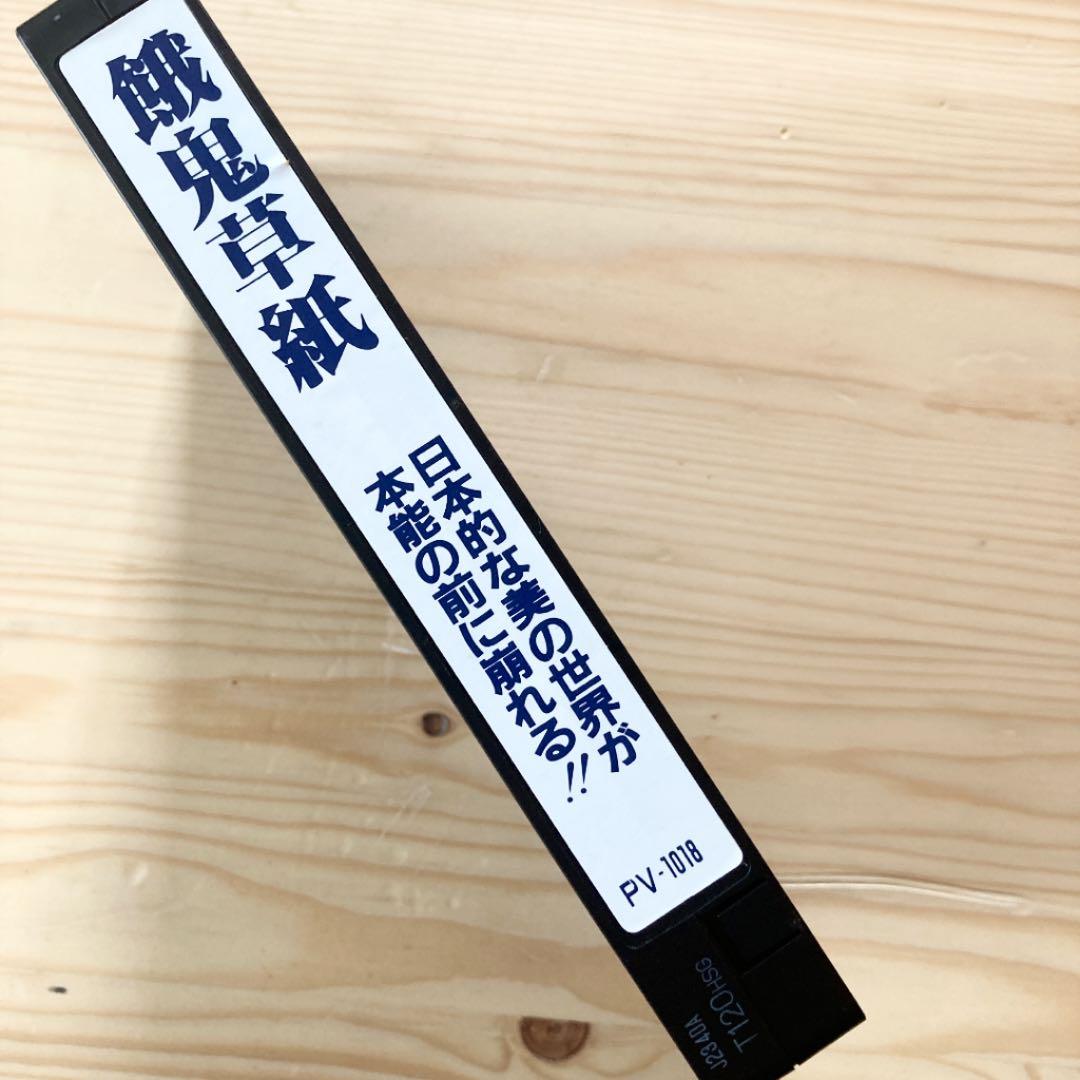 餓鬼草紙
日本的な美の世界が
本能の前に崩れる!!
PV-1018
T120HSG
J2340A